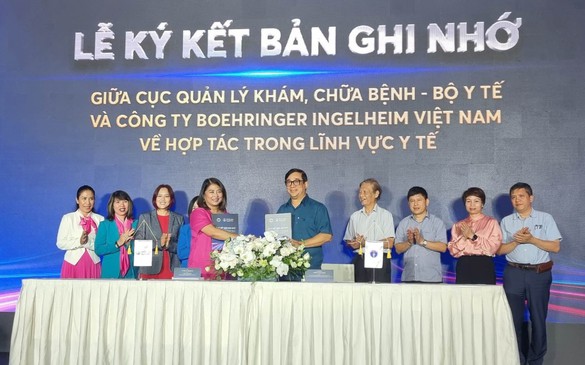 LỄ KÝ KẾT BẢN GHI NHỚ
GIỮA CỤC QUẢN LÝ KHÁM, CHỮA BỆNH - BỘ Y TẾ
VÀ CÔNG TY BOEHRINGER INGELHEIM VIỆT NAM
VỀ HỢP TÁC TRONG LĨNH VỰC Y TẾ